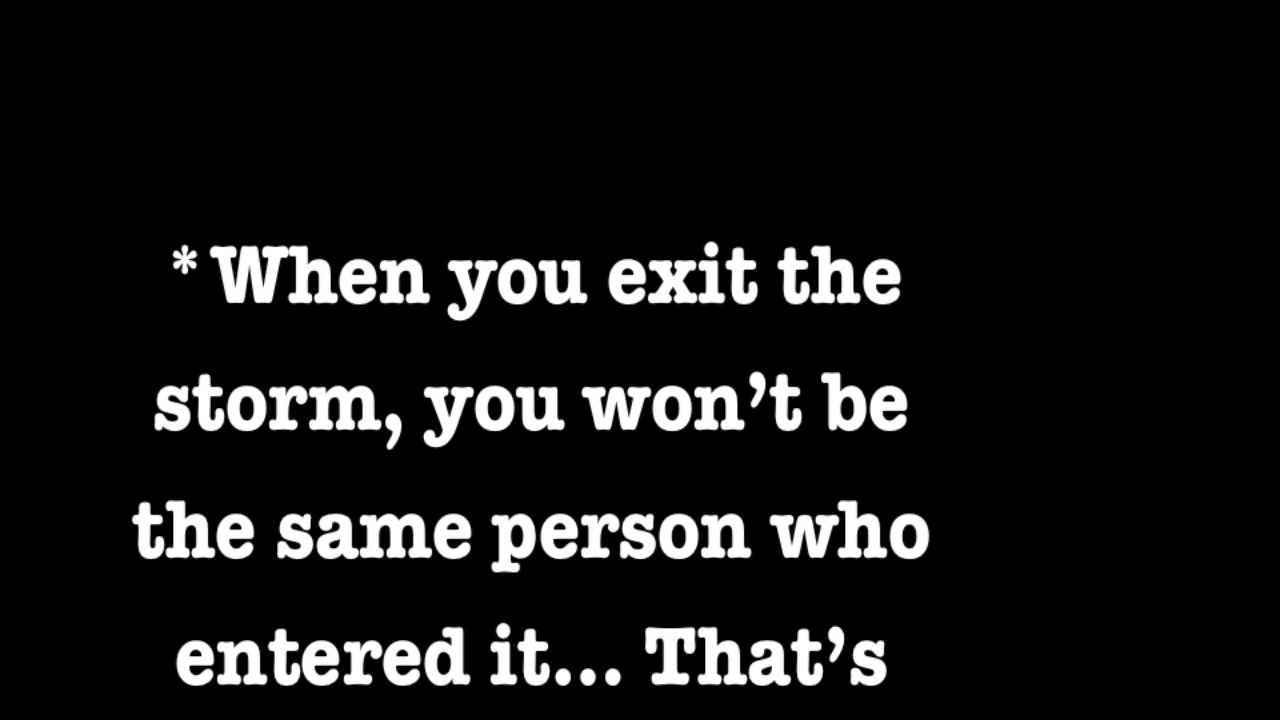 * When you exit the
storm, you won’t be
the same person who
entered it... That’s